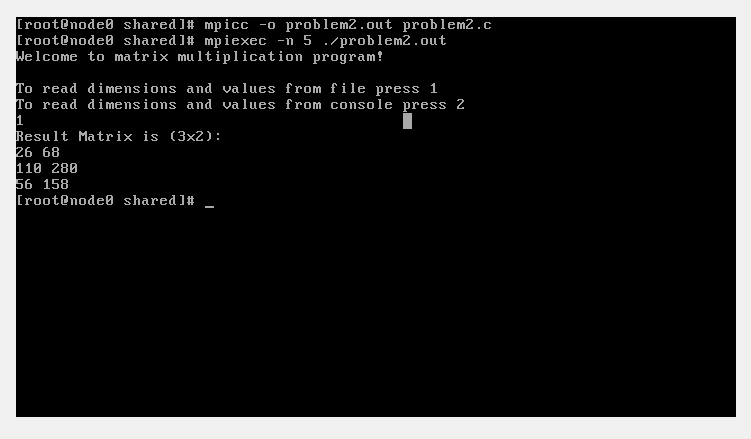 [root@node0 shared]# mpicc -o problem2.out problem2.c
[root@node0 shared]# mpiexec -n 5 ./problem2.out
Welcome to matrix multiplication program!
To read dimensions and values from file press 1
To read dimensions and values from console press 2
1
Result Matrix is (3x2):
26 68
110 280
56 158
[root@node0 shared]# _